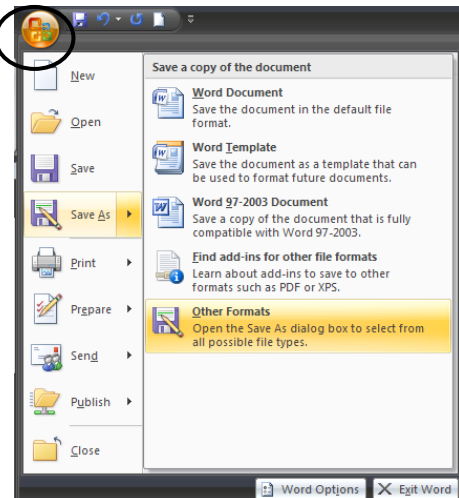 New
Open
Save
Save As
Print
Prepare
Send
Publish
Close
Save a copy of the document
Word Document
Save the document in the default file
format.
Word Template
Save the document as a template that can
be used to format future documents.
Word 97-2003 Document
Save a copy of the document that is fully
compatible with Word 97-2003.
Find add-ins for other file formats
Learn about add-ins to save to other
formats such as PDF or XPS.
Other Formats
Open the Save As dialog box to select from
all possible file types.
Word Options
Exit Word